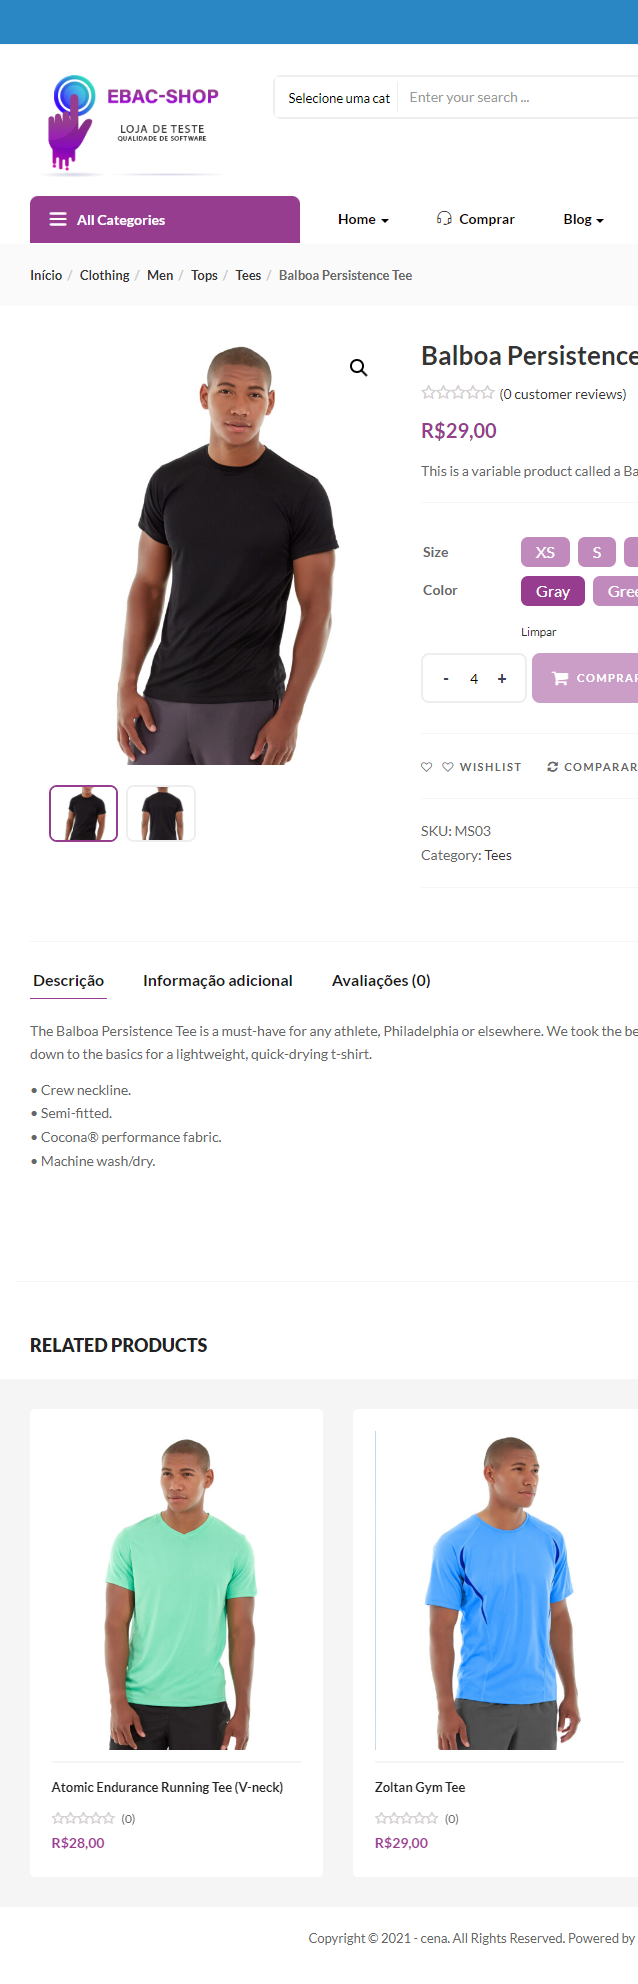 EBAC-SHOP
LOJA DE TESTE
QUALIDADE DE SOFTWARE
Selecione uma cat
Enter your search ...
All Categories
Home
Comprar
Blog
Início / Clothing / Men / Tops / Tees / Balboa Persistence Tee
Balboa Persistence
(0 customer reviews)
R$29,00
This is a variable product called a Ba
Size
XS
S
Color
Gray
Gree
Limpar
- 4 +
COMPRAR
WISHLIST
COMPARAR
SKU: MS03
Category: Tees
Descrição
Informação adicional
Avaliações (0)
The Balboa Persistence Tee is a must-have for any athlete, Philadelphia or elsewhere. We took the be
down to the basics for a lightweight, quick-drying t-shirt.
• Crew neckline.
• Semi-fitted.
• Cocona® performance fabric.
• Machine wash/dry.
RELATED PRODUCTS
Atomic Endurance Running Tee (V-neck)
(0)
R$28,00
Zoltan Gym Tee
(0)
R$29,00
Copyright © 2021 - cena. All Rights Reserved. Powered by